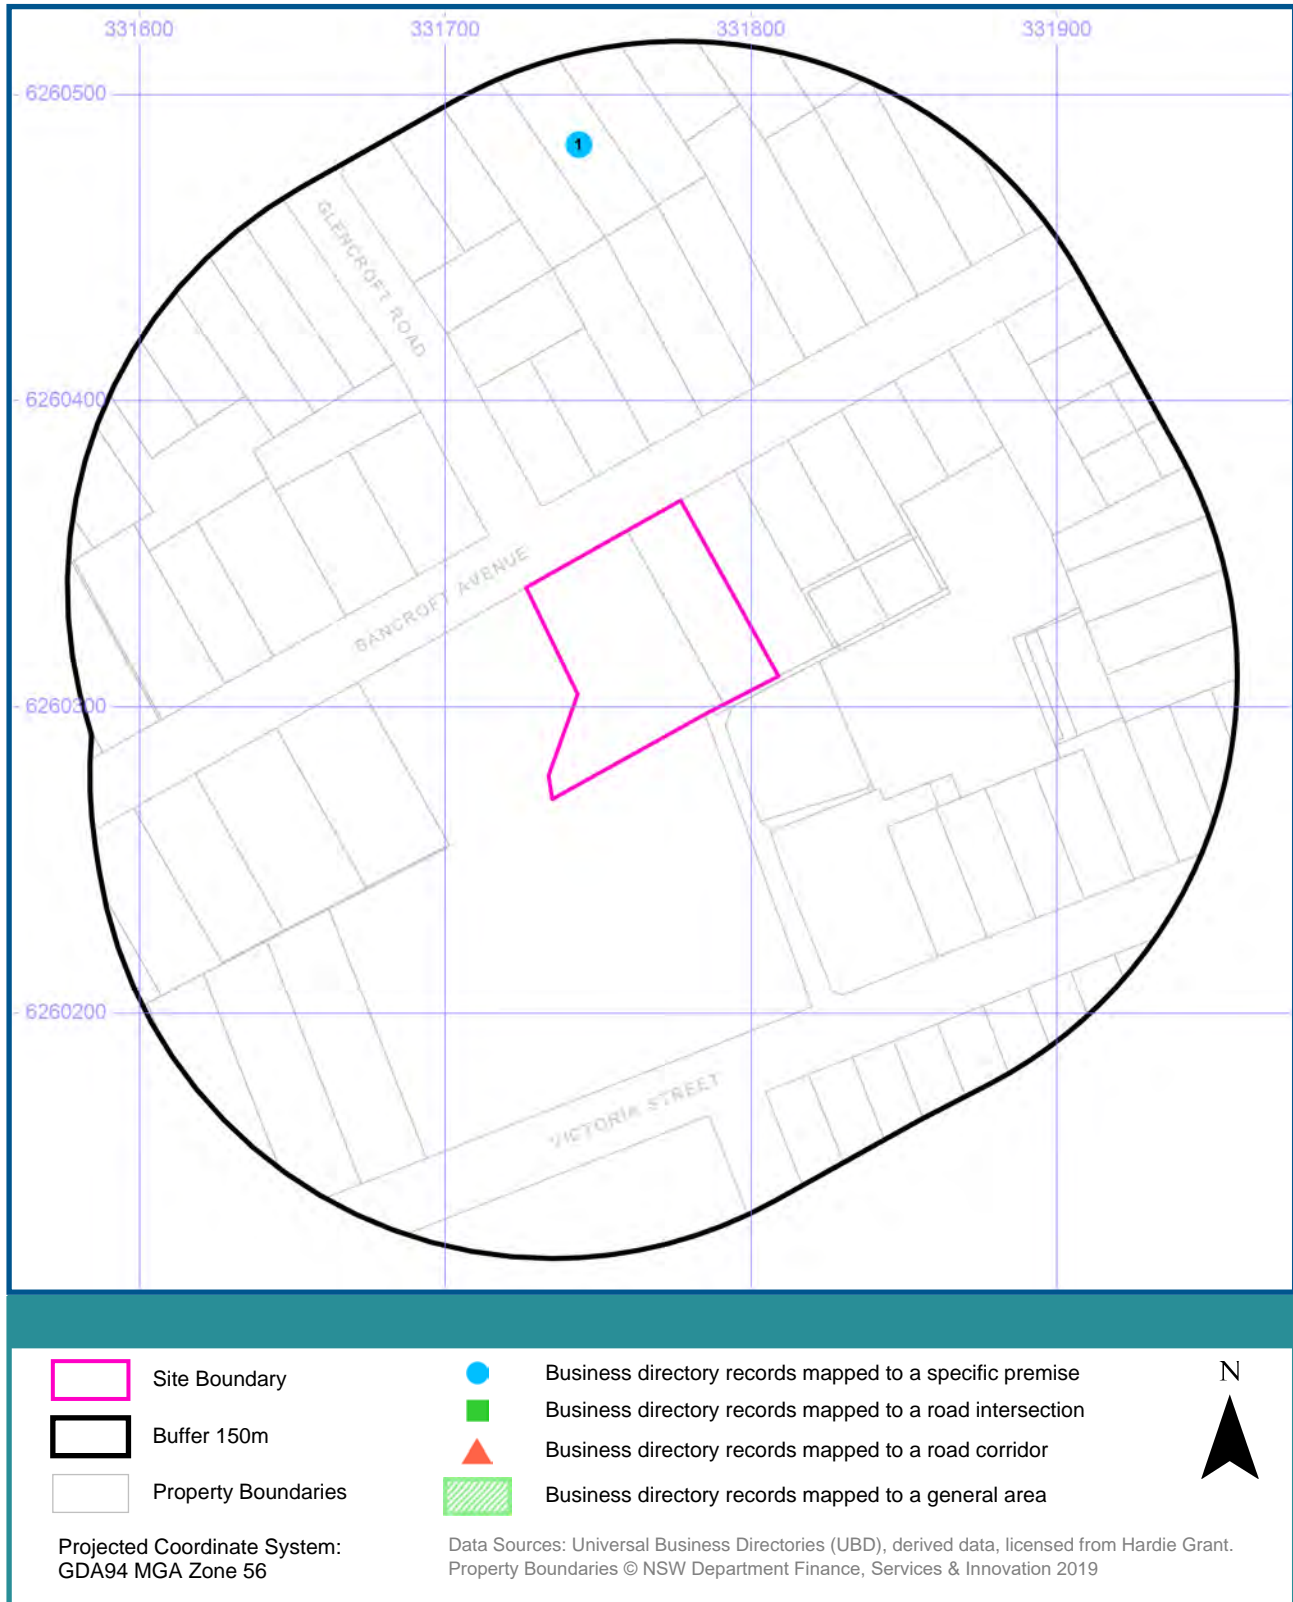 331600 331700 331800 331900
6260500
1
GLENCROFT ROAD
6260400
BANCROFT AVENUE
6260300
6260200
VICTORIA STREET
Site Boundary
Buffer 150m
Property Boundaries
Business directory records mapped to a specific premise
Business directory records mapped to a road intersection
Business directory records mapped to a road corridor
Business directory records mapped to a general area
N
Projected Coordinate System:
GDA94 MGA Zone 56
Data Sources: Universal Business Directories (UBD), derived data, licensed from Hardie Grant.
Property Boundaries © NSW Department Finance, Services & Innovation 2019